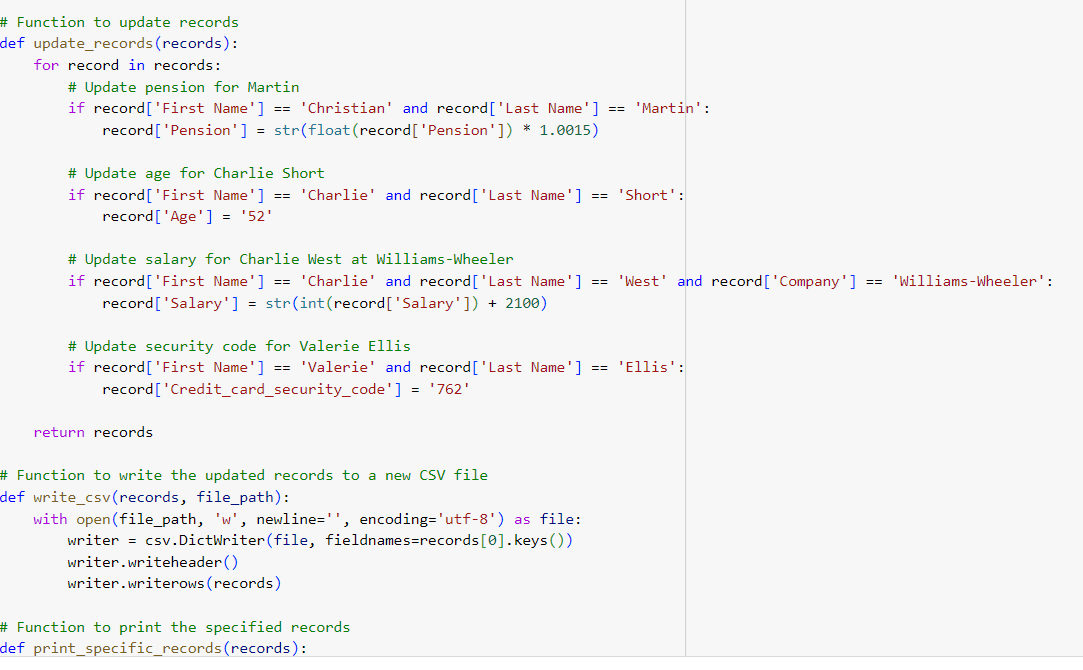 # Function to update records
def update_records(records):
    for record in records:
        # Update pension for Martin
        if record['First Name'] == 'Christian' and record['Last Name'] == 'Martin':
            record['Pension'] = str(float(record['Pension']) * 1.0015)

        # Update age for Charlie Short
        if record['First Name'] == 'Charlie' and record['Last Name'] == 'Short':
            record['Age'] = '52'

        # Update salary for Charlie West at Williams-Wheeler
        if record['First Name'] == 'Charlie' and record['Last Name'] == 'West' and record['Company'] == 'Williams-Wheeler':
            record['Salary'] = str(int(record['Salary']) + 2100)

        # Update security code for Valerie Ellis
        if record['First Name'] == 'Valerie' and record['Last Name'] == 'Ellis':
            record['Credit_card_security_code'] = '762'

    return records

# Function to write the updated records to a new CSV file
def write_csv(records, file_path):
    with open(file_path, 'w', newline='', encoding='utf-8') as file:
        writer = csv.DictWriter(file, fieldnames=records[0].keys())
        writer.writeheader()
        writer.writerows(records)

# Function to print the specified records
def print_specific_records(records):